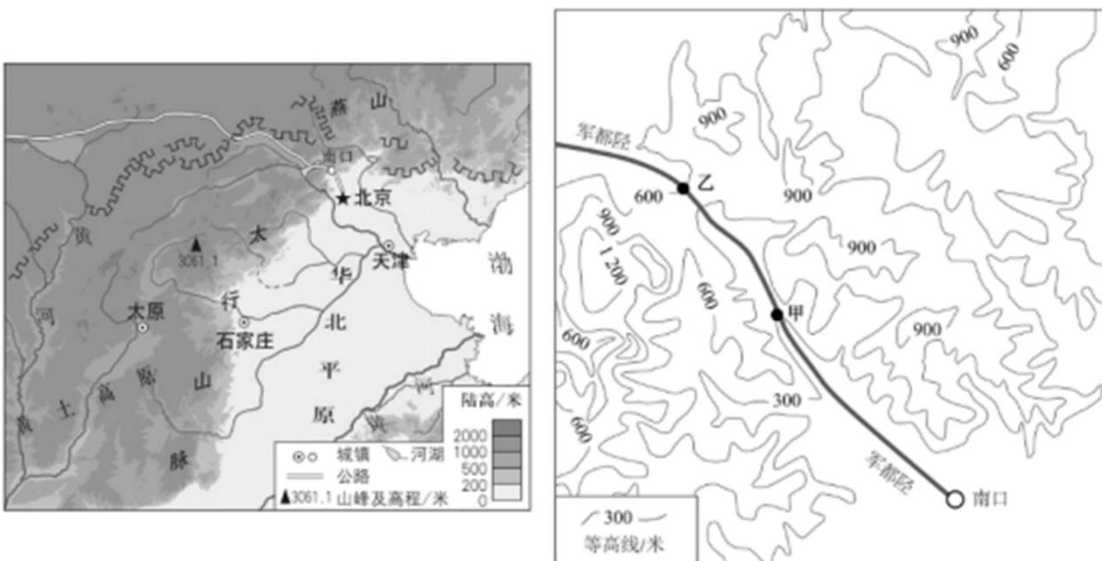 燕山
南口
北京
天津
渤海
黄河
3061.1
太行山脉
太原
石家庄
华北平原
黄土高原
黄河
陆高/米
2000
1000
500
200
0
城镇
河湖
公路
3061.1 山峰及高程/米
900
600
900
军都陉
乙
600
900
900
1 200
900
600
甲
900
600
300
600
军都陉
南口
300
等高线/米